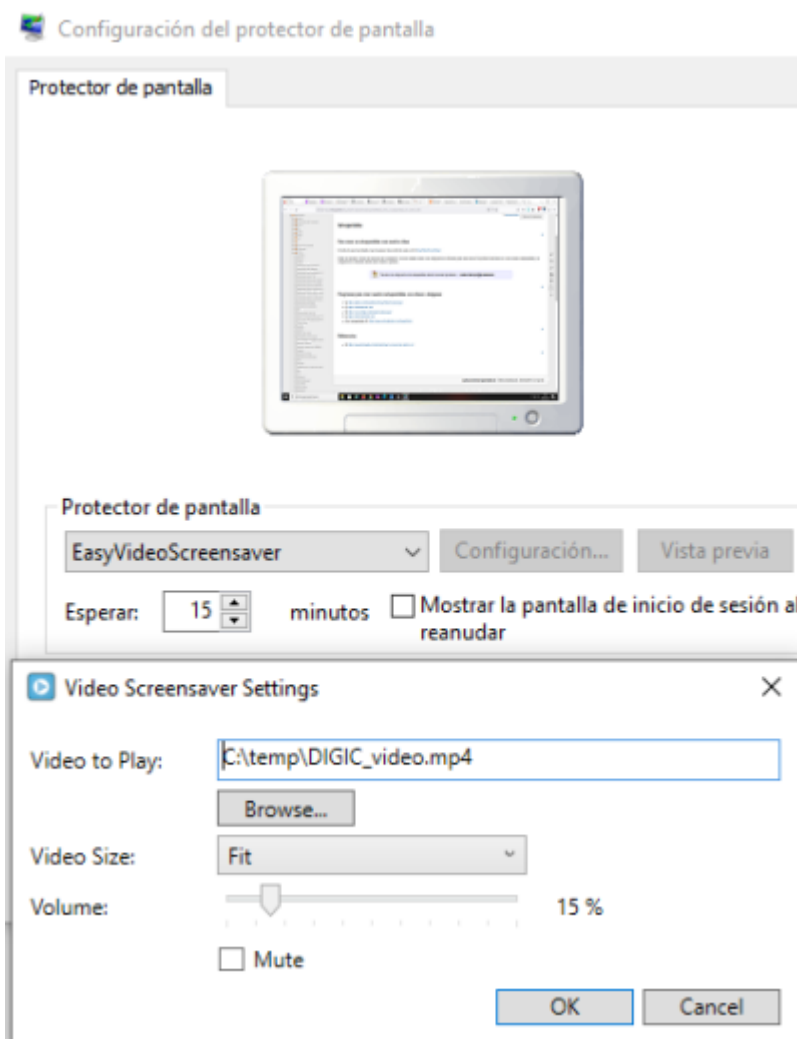 Configuración del protector de pantalla
Protector de pantalla
Protector de pantalla
EasyVideoScreensaver
Configuración...
Vista previa
Esperar:
15
minutos
Mostrar la pantalla de inicio de sesión al
reanudar
Video Screensaver Settings
Video to Play:
C:\temp\DIGIC_video.mp4
Browse...
Video Size:
Fit
Volume:
15 %
Mute
OK
Cancel